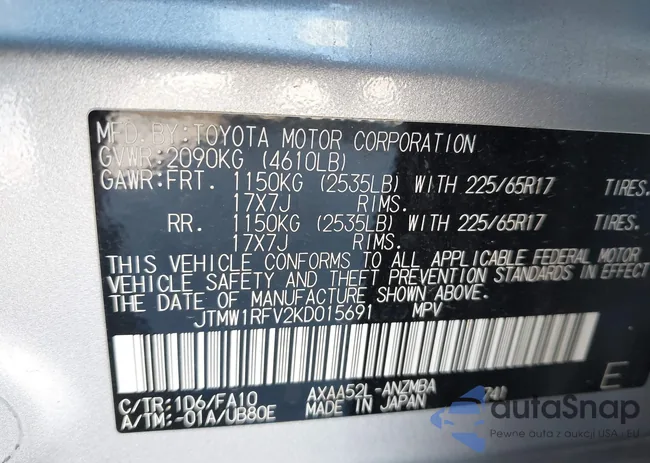 MFD. BY: TOYOTA MOTOR CORPORATION
GVWR: 2090KG (4610LB)
GAWR: FRT. 1150KG (2535LB) WITH 225/65R17 TIRES.
17X7J RIMS.
RR. 1150KG (2535LB) WITH 225/65R17 TIRES.
17X7J RIMS.
THIS VEHICLE CONFORMS TO ALL APPLICABLE FEDERAL MOTOR
VEHICLE SAFETY AND THEFT PREVENTION STANDARDS IN EFFECT
THE DATE OF MANUFACTURE SHOWN ABOVE.
JTMW1RFV2KD015691 MPV
C/TR: 1D6/FA10 AXAA52L-ANZMBA 741 E
A/TM: -01A/UB80E MADE IN JAPAN
autoSnap
Pewne auta z aukcji USA i EU